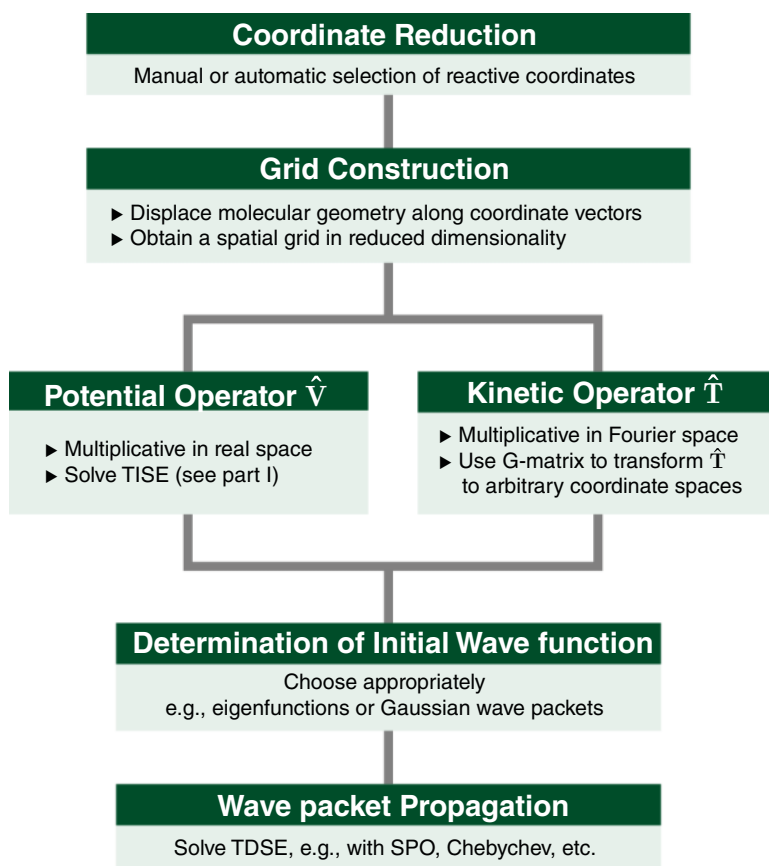 Coordinate Reduction
Manual or automatic selection of reactive coordinates
Grid Construction
▶ Displace molecular geometry along coordinate vectors
▶ Obtain a spatial grid in reduced dimensionality
Potential Operator V̂
▶ Multiplicative in real space
▶ Solve TISE (see part I)
Kinetic Operator T̂
▶ Multiplicative in Fourier space
▶ Use G-matrix to transform T̂
to arbitrary coordinate spaces
Determination of Initial Wave function
Choose appropriately
e.g., eigenfunctions or Gaussian wave packets
Wave packet Propagation
Solve TDSE, e.g., with SPO, Chebychev, etc.